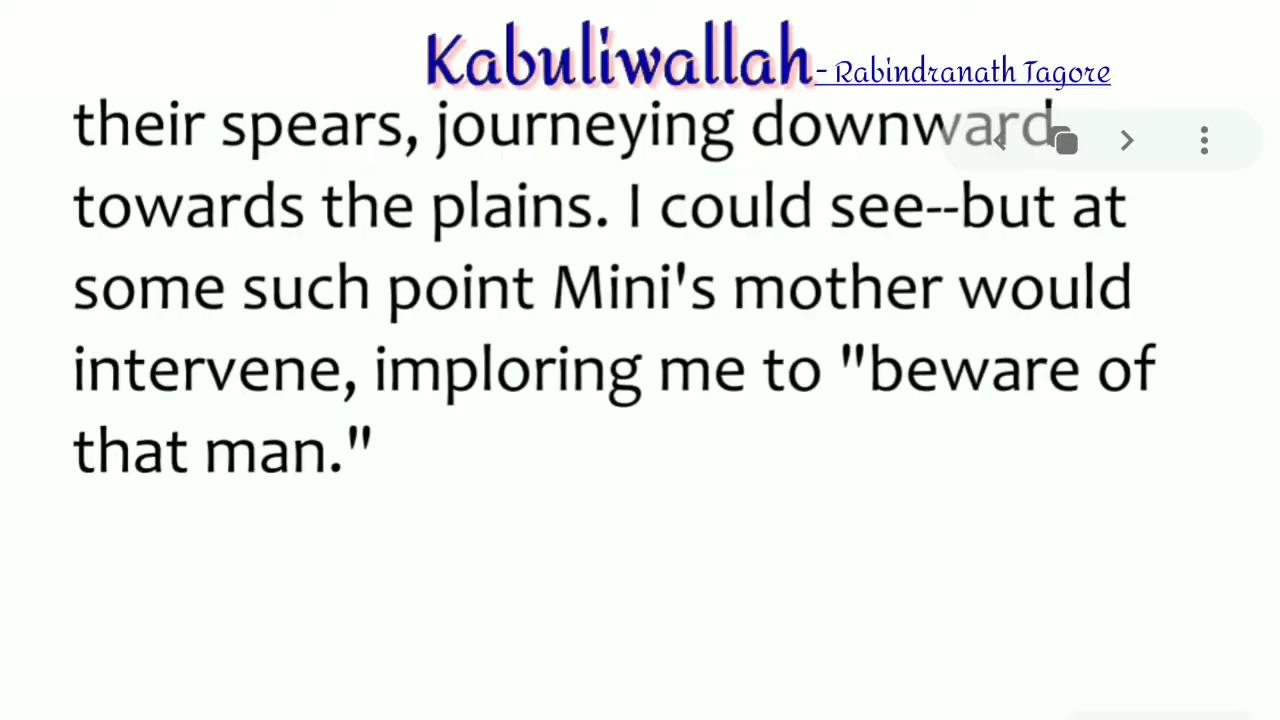 Kabuliwallah - Rabindranath Tagore
their spears, journeying downward
towards the plains. I could see--but at
some such point Mini's mother would
intervene, imploring me to "beware of
that man."